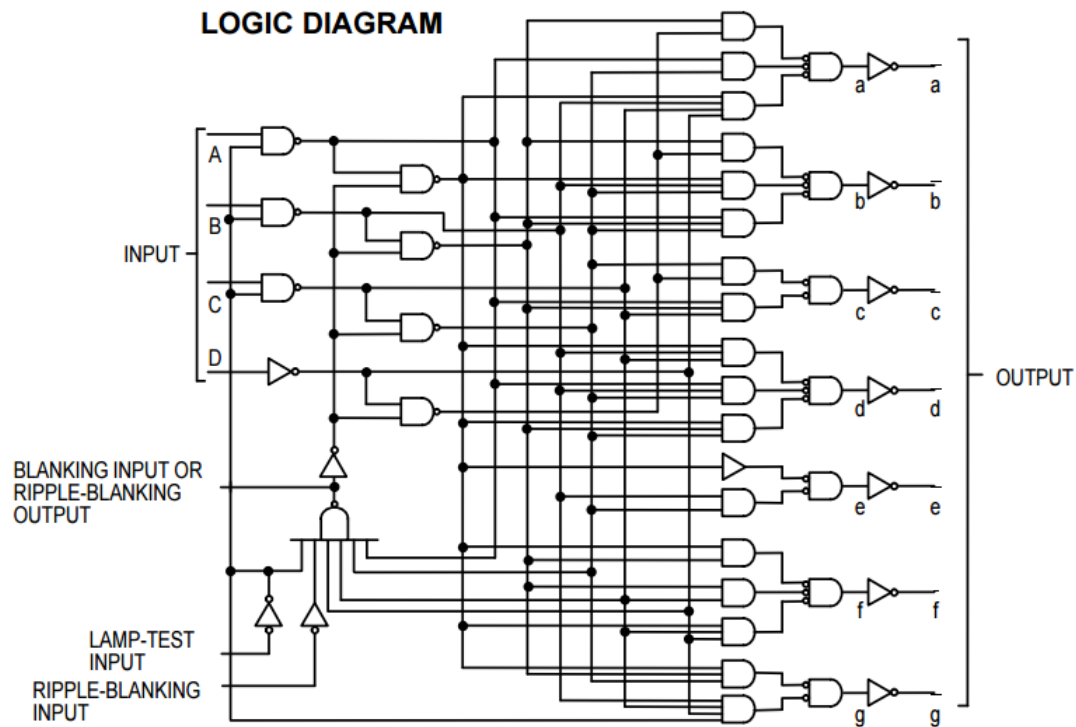 LOGIC DIAGRAM
A
B
C
D
INPUT
BLANKING INPUT OR
RIPPLE-BLANKING
OUTPUT
LAMP-TEST
INPUT
RIPPLE-BLANKING
INPUT
a a̅
b b̅
c c̅
d d̅
e e̅
f f̅
g g̅
OUTPUT